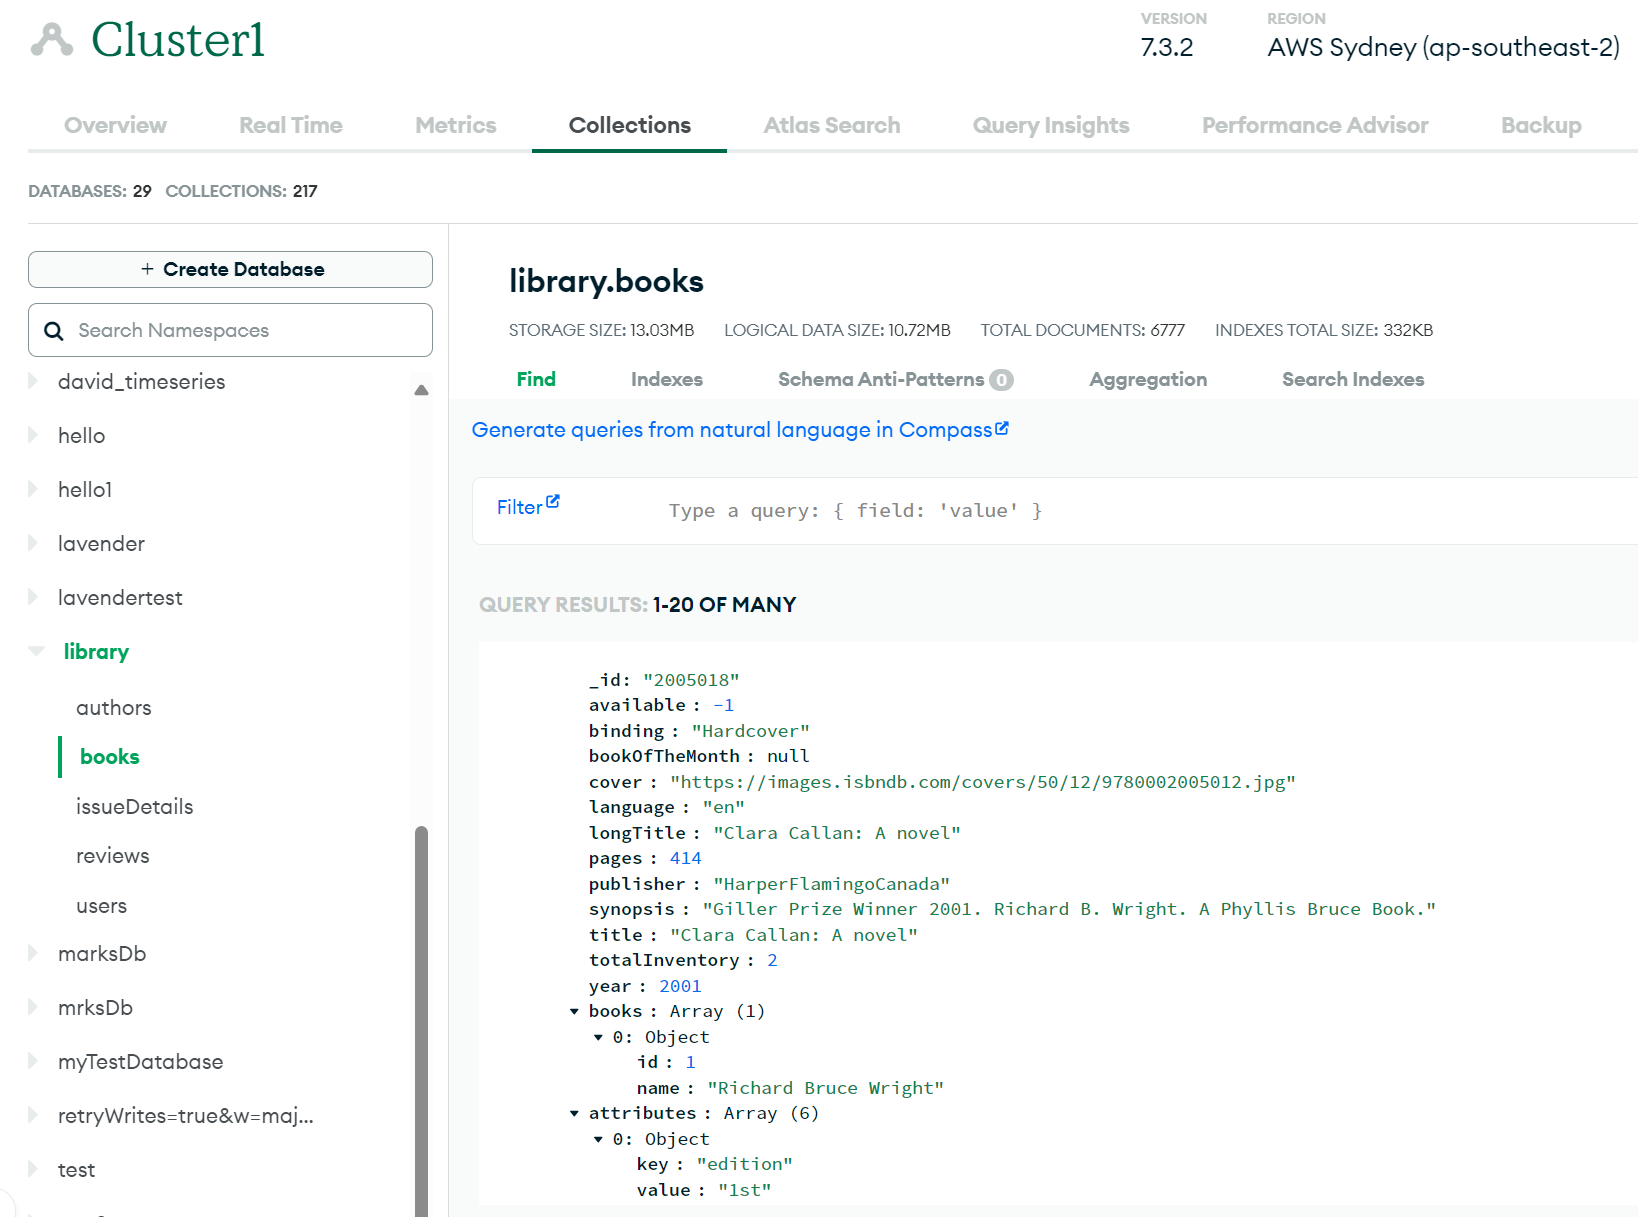 Cluster1
VERSION
7.3.2
REGION
AWS Sydney (ap-southeast-2)
Overview
Real Time
Metrics
Collections
Atlas Search
Query Insights
Performance Advisor
Backup
DATABASES: 29 COLLECTIONS: 217
+ Create Database
Search Namespaces
david_timeseries
hello
hello1
lavender
lavendertest
library
authors
books
issueDetails
reviews
users
marksDb
mrksDb
myTestDatabase
retryWrites=true&w=maj...
test
library.books
STORAGE SIZE: 13.03MB LOGICAL DATA SIZE: 10.72MB TOTAL DOCUMENTS: 6777 INDEXES TOTAL SIZE: 332KB
Find
Indexes
Schema Anti-Patterns 0
Aggregation
Search Indexes
Generate queries from natural language in Compass
Filter
Type a query: { field: 'value' }
QUERY RESULTS: 1-20 OF MANY
_id: "2005018"
available : -1
binding : "Hardcover"
bookOfTheMonth : null
cover : "https://images.isbndb.com/covers/50/12/9780002005012.jpg"
language : "en"
longTitle : "Clara Callan: A novel"
pages : 414
publisher : "HarperFlamingoCanada"
synopsis : "Giller Prize Winner 2001. Richard B. Wright. A Phyllis Bruce Book."
title : "Clara Callan: A novel"
totalInventory : 2
year : 2001
books : Array (1)
0: Object
id : 1
name : "Richard Bruce Wright"
attributes : Array (6)
0: Object
key : "edition"
value : "1st"